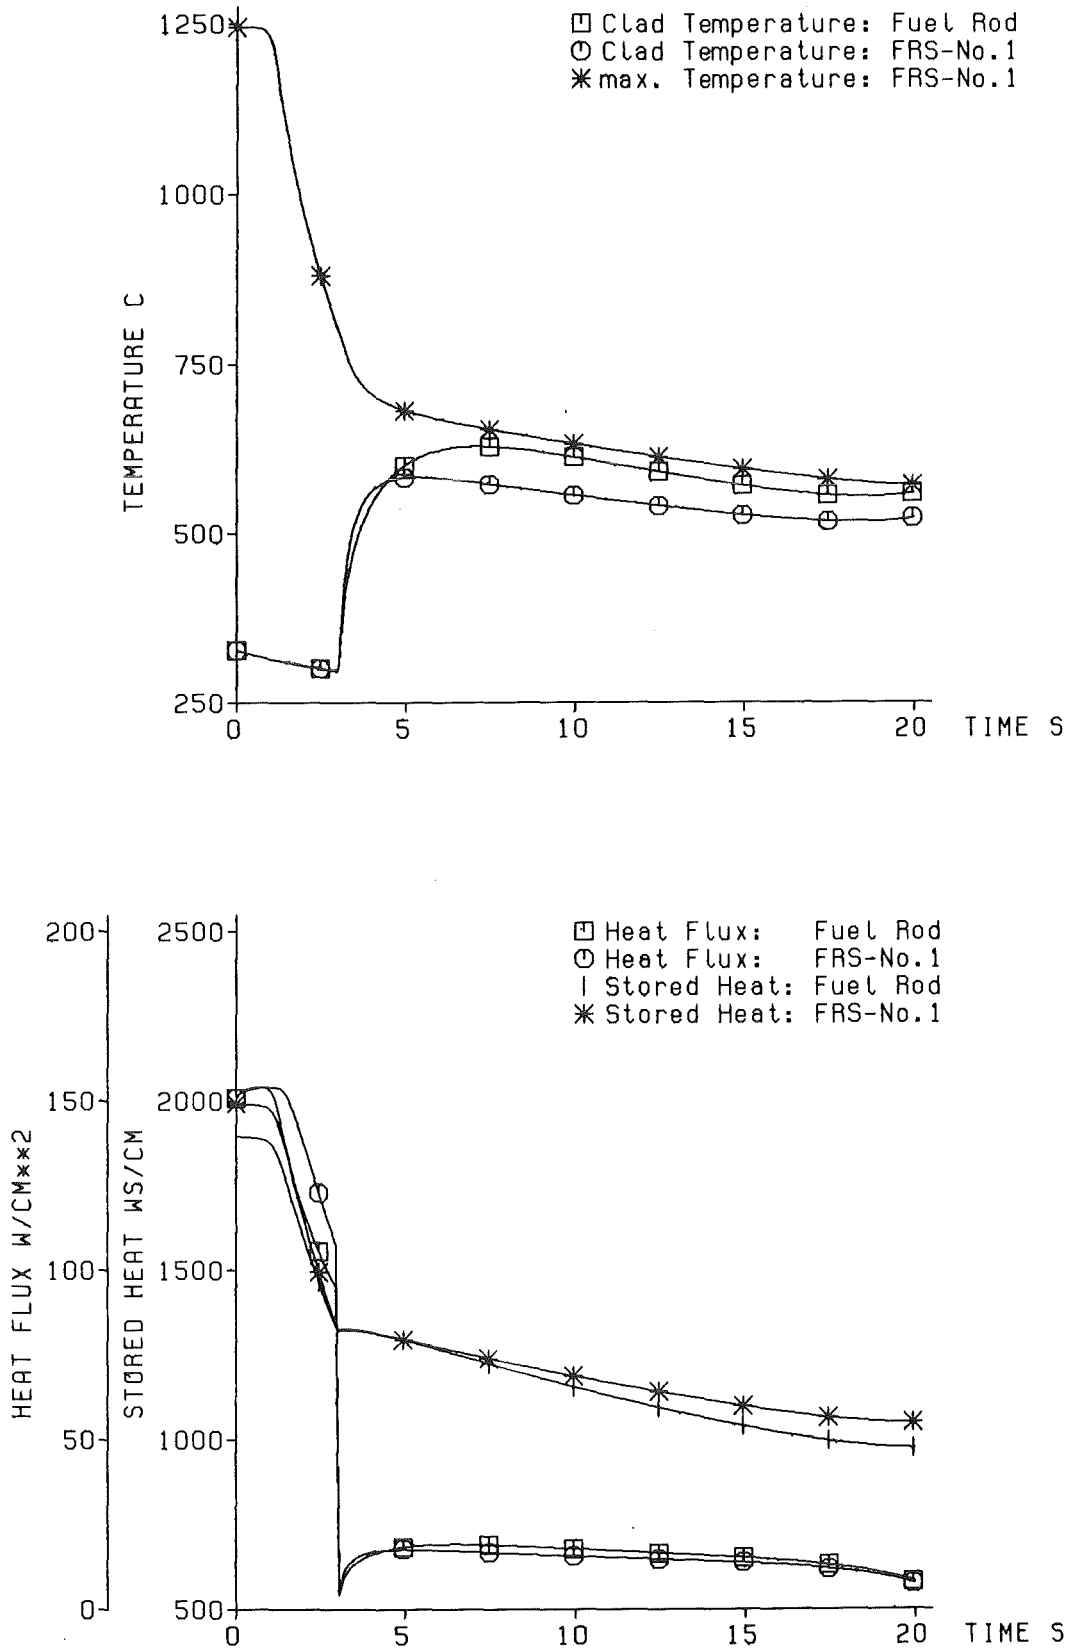 1250
Clad Temperature: Fuel Rod
Clad Temperature: FRS-No.1
max. Temperature: FRS-No.1
1000
750
500
250
TEMPERATURE C
0 5 10 15 20 TIME S
200 2500
Heat Flux: Fuel Rod
Heat Flux: FRS-No.1
Stored Heat: Fuel Rod
Stored Heat: FRS-No.1
150 2000
100 1500
50 1000
0 500
HEAT FLUX W/CM**2
STORED HEAT WS/CM
0 5 10 15 20 TIME S